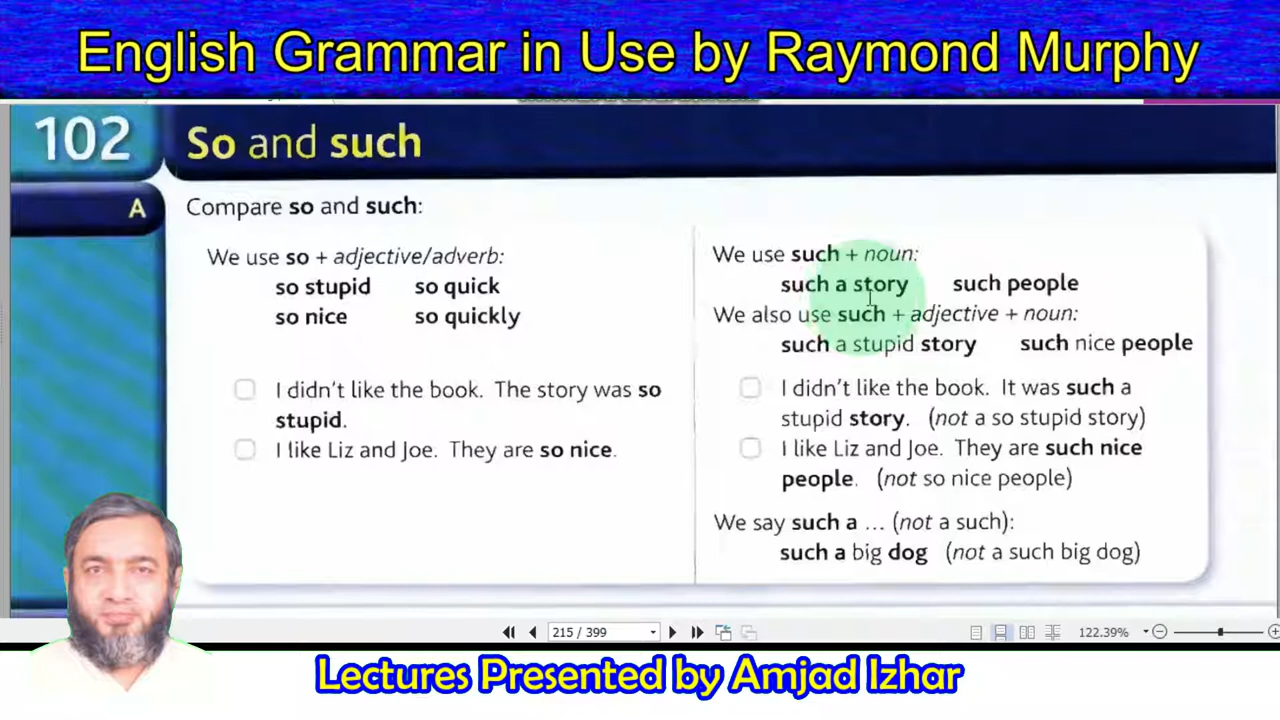 English Grammar in Use by Raymond Murphy
102 So and such
A
Compare so and such:
We use so + adjective/adverb:
so stupid so quick
so nice so quickly
I didn't like the book. The story was so
stupid.
I like Liz and Joe. They are so nice.
We use such + noun:
such a story such people
We also use such + adjective + noun:
such a stupid story such nice people
I didn't like the book. It was such a
stupid story. (not a so stupid story)
I like Liz and Joe. They are such nice
people. (not so nice people)
We say such a … (not a such):
such a big dog (not a such big dog)
215 / 399
122.39%
Lectures Presented by Amjad Izhar